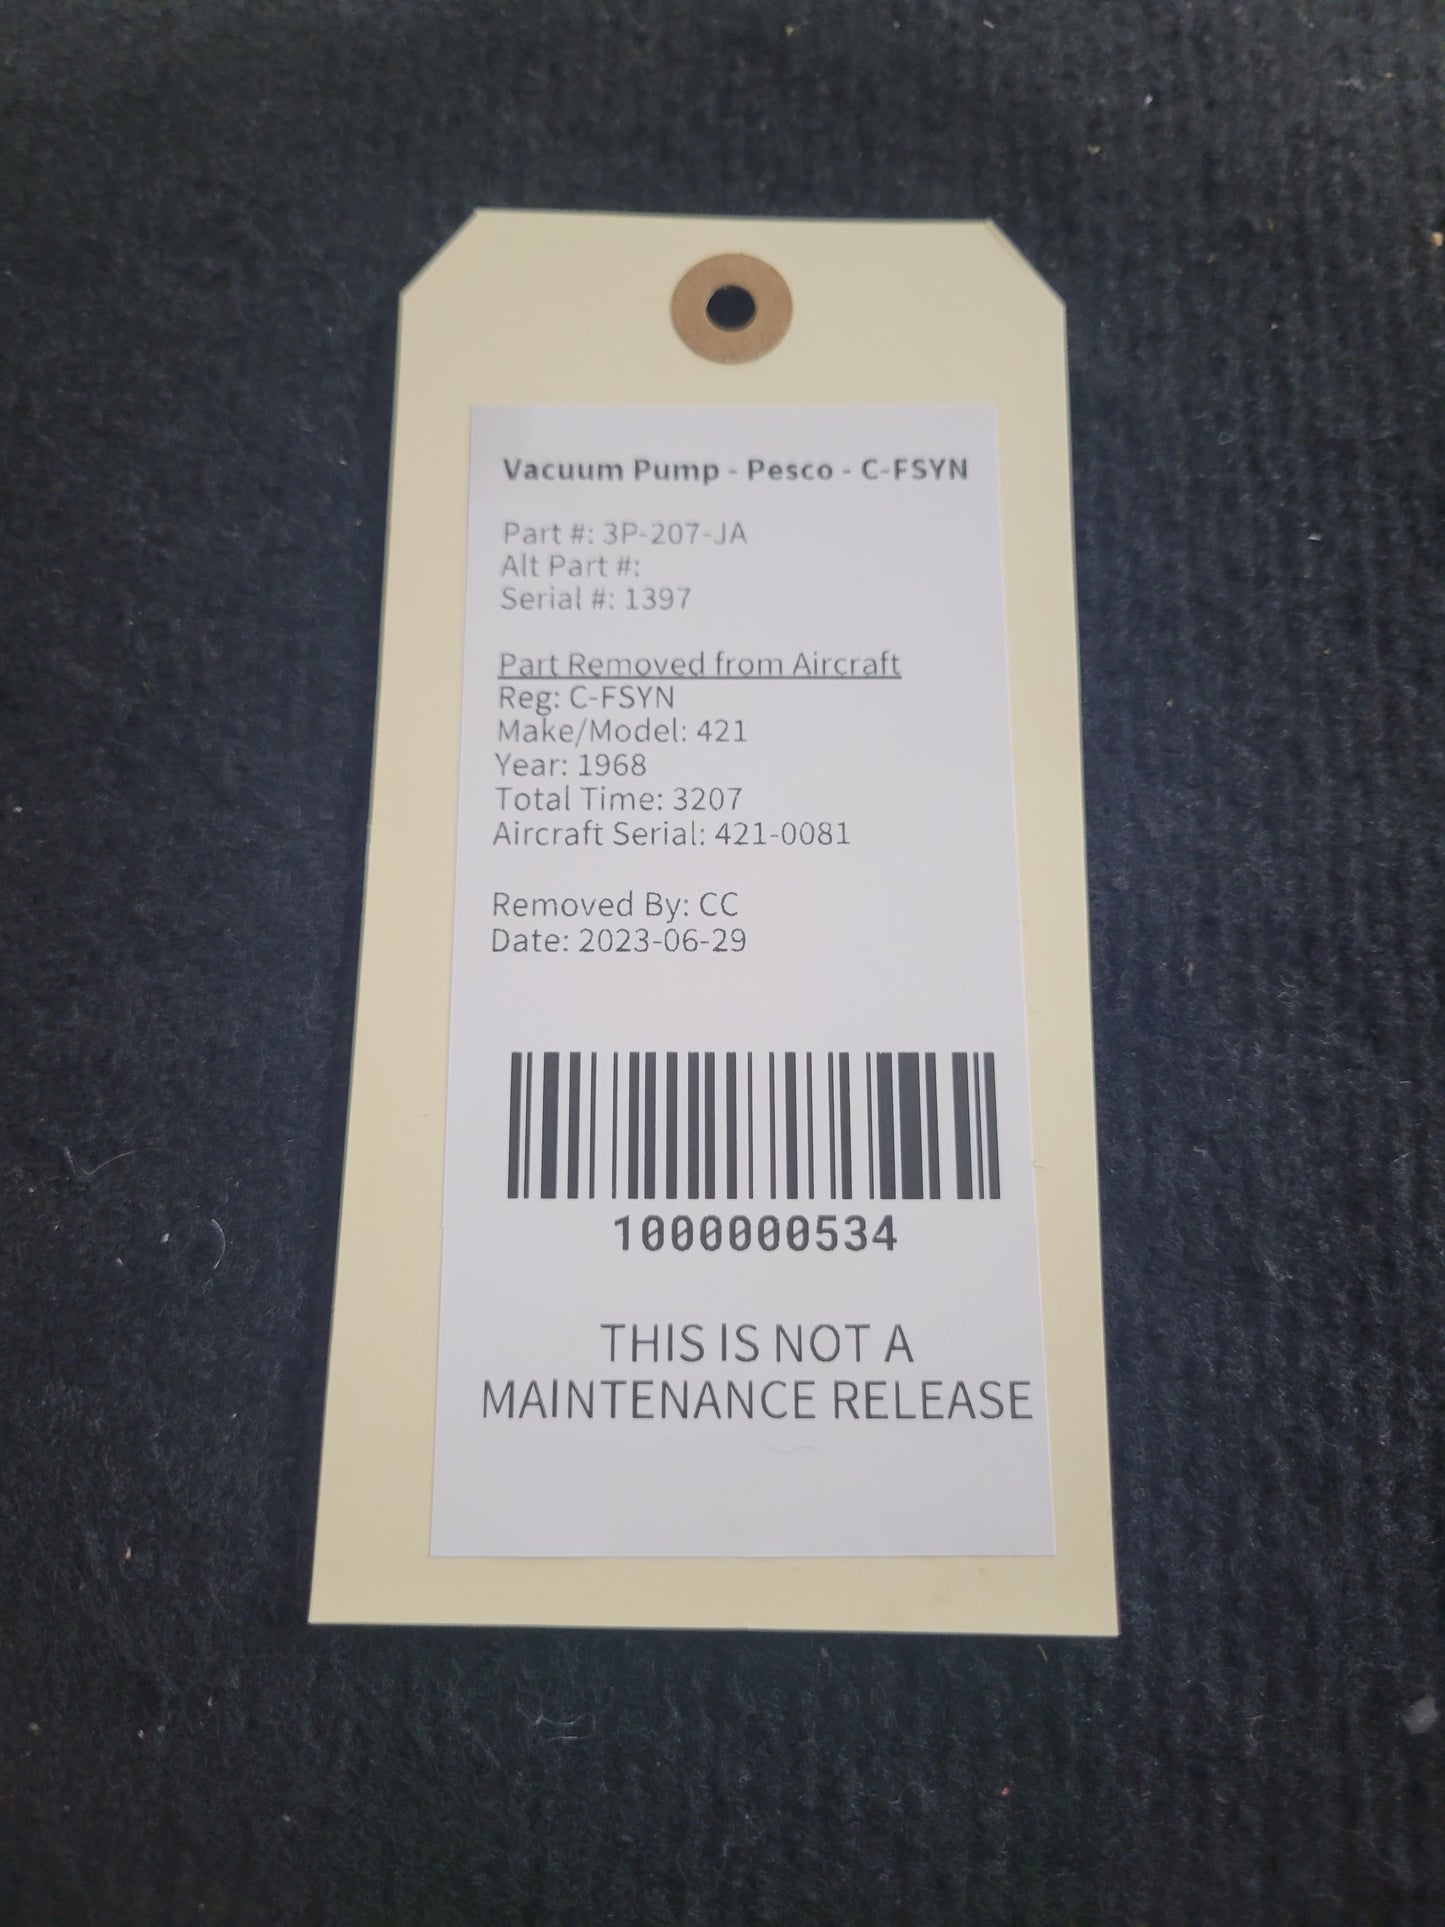 Vacuum Pump - Pesco - C-FSYN
Part #: 3P-207-JA
Alt Part #:
Serial #: 1397
Part Removed from Aircraft
Reg: C-FSYN
Make/Model: 421
Year: 1968
Total Time: 3207
Aircraft Serial: 421-0081
Removed By: CC
Date: 2023-06-29
1000000534
THIS IS NOT A
MAINTENANCE RELEASE